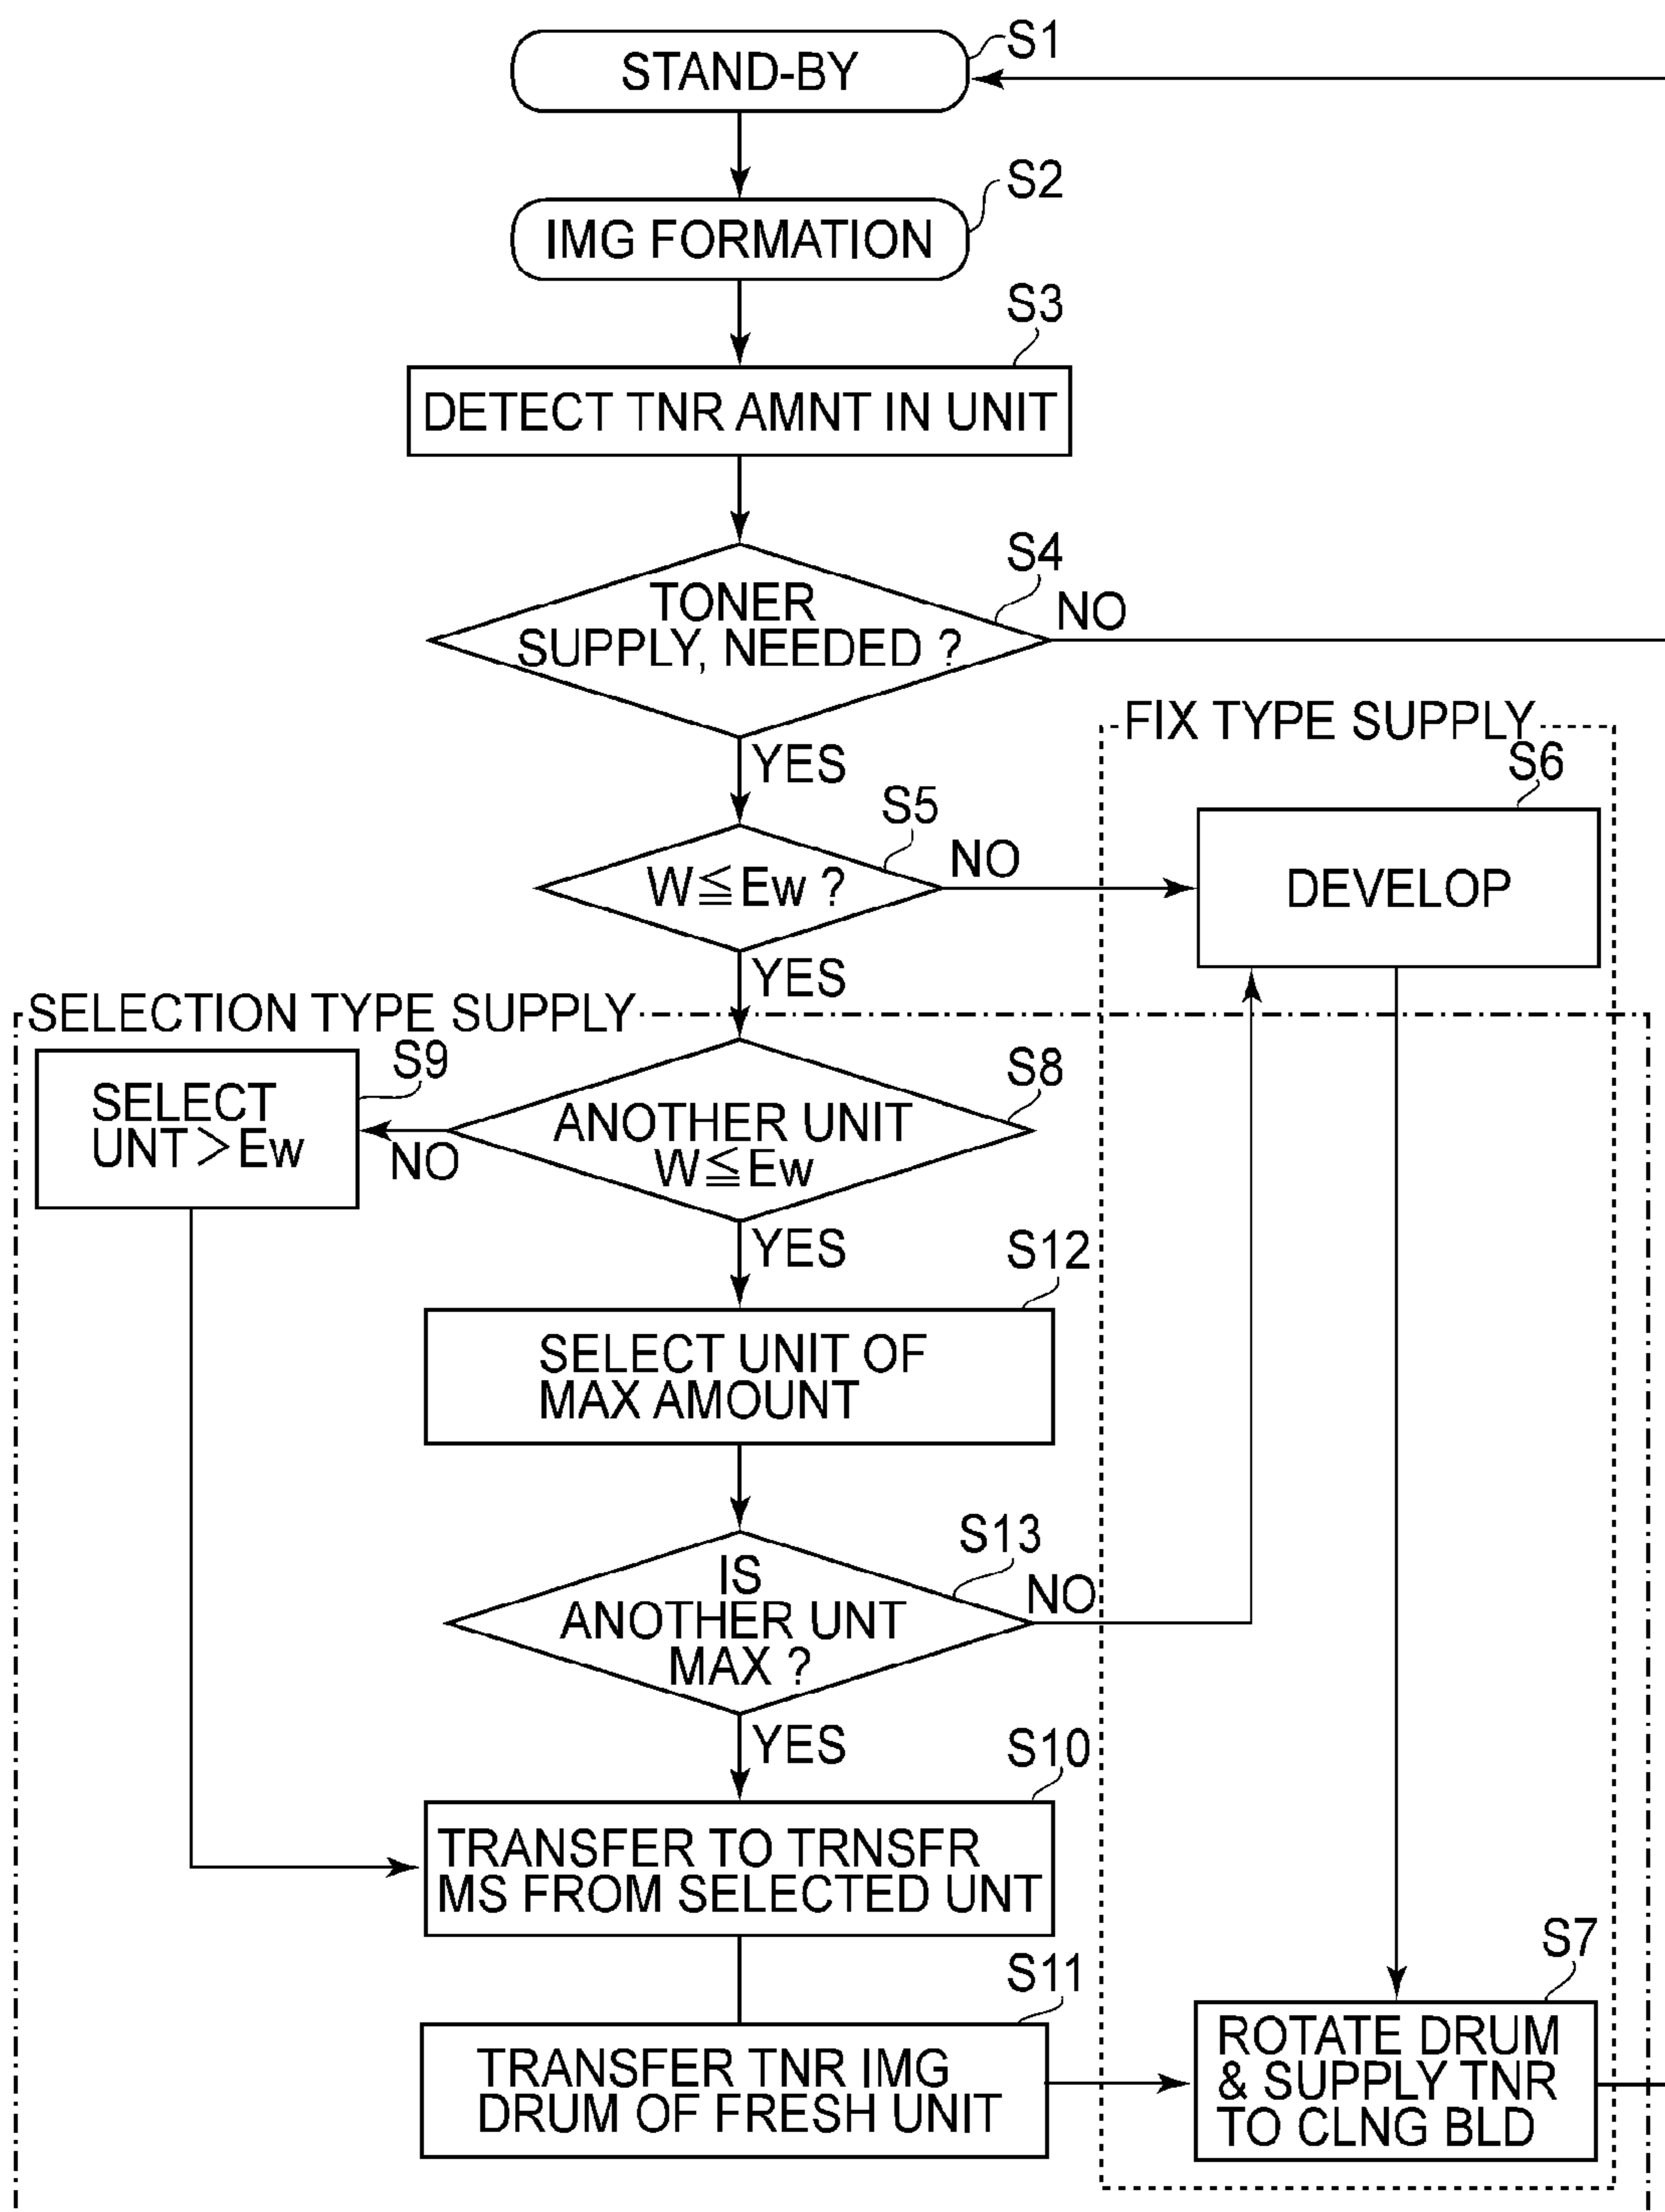 S1
STAND-BY
S2
IMG FORMATION
S3
DETECT TNR AMNT IN UNIT
S4
TONER
SUPPLY, NEEDED ?
NO
YES
FIX TYPE SUPPLY
S5
W≦Ew ?
NO
S6
DEVELOP
YES
SELECTION TYPE SUPPLY
S9
SELECT
UNT＞Ew
S8
ANOTHER UNIT
W≦Ew
NO
YES
S12
SELECT UNIT OF
MAX AMOUNT
S13
IS
ANOTHER UNT
MAX ?
NO
YES
S10
TRANSFER TO TRNSFR
MS FROM SELECTED UNT
S11
TRANSFER TNR IMG
DRUM OF FRESH UNIT
S7
ROTATE DRUM
& SUPPLY TNR
TO CLNG BLD